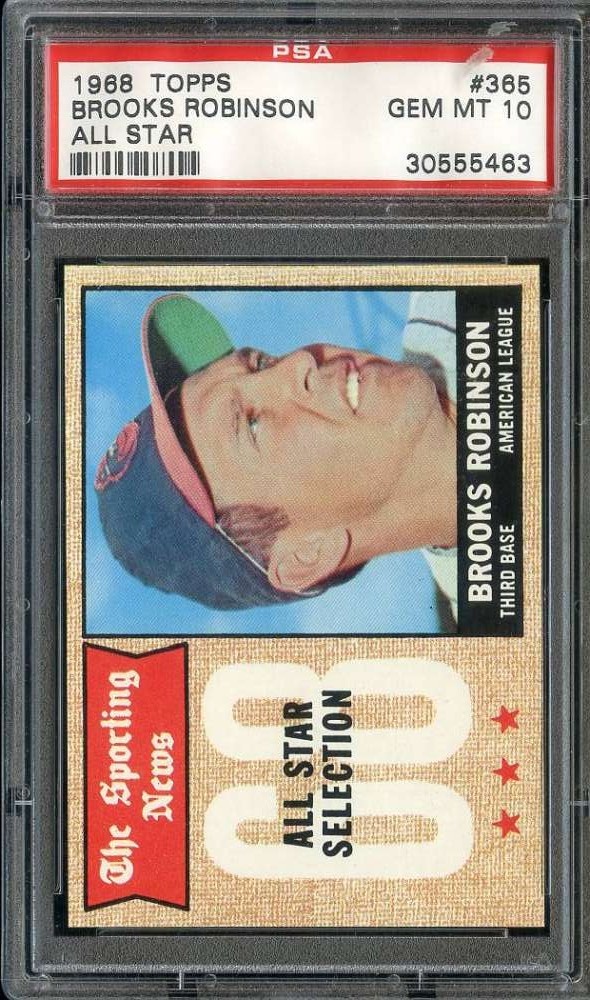 PSA
1968 TOPPS #365
BROOKS ROBINSON GEM MT 10
ALL STAR
30555463
The Sporting
News
68
ALL STAR
SELECTION
BROOKS ROBINSON
THIRD BASE AMERICAN LEAGUE